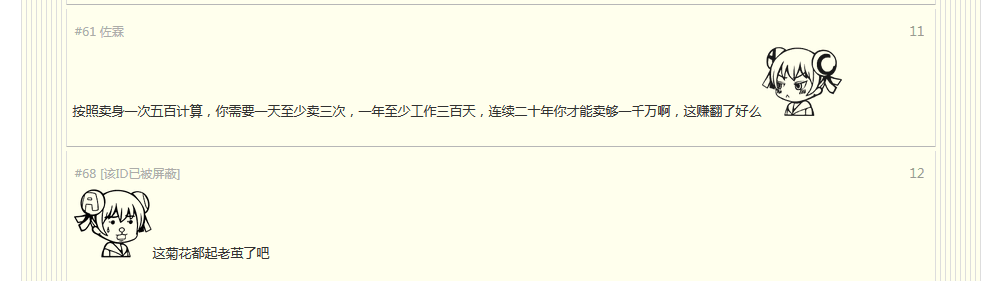 #61 佐霖
11
按照卖身一次五百计算，你需要一天至少卖三次，一年至少工作三百天，连续二十年你才能卖够一千万啊，这赚翻了好么
#68 [该ID已被屏蔽]
12
这菊花都起老茧了吧